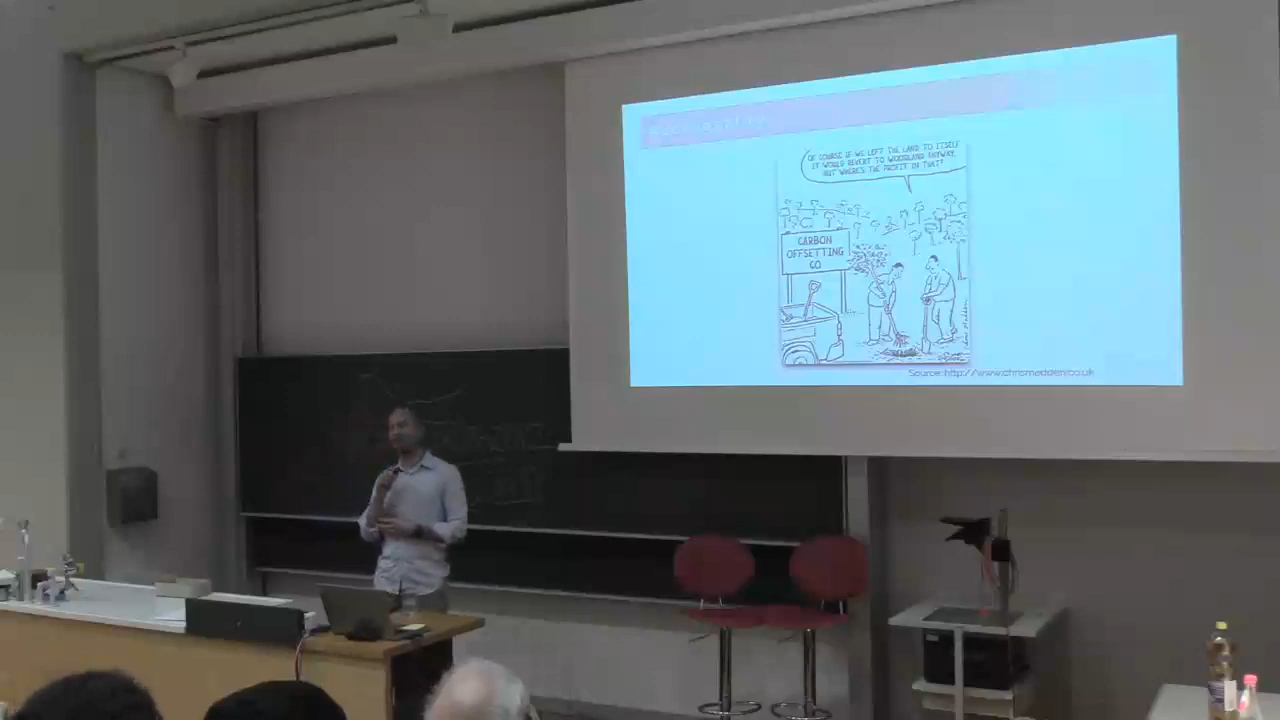 OF COURSE IF WE LEFT THE LAND TO ITSELF
IT WOULD REVERT TO WOODLAND ANYWAY.
BUT WHERE'S THE PROFIT IN THAT?
CARBON
OFFSETTING
CO
Source: http://www.chrismadden.co.uk